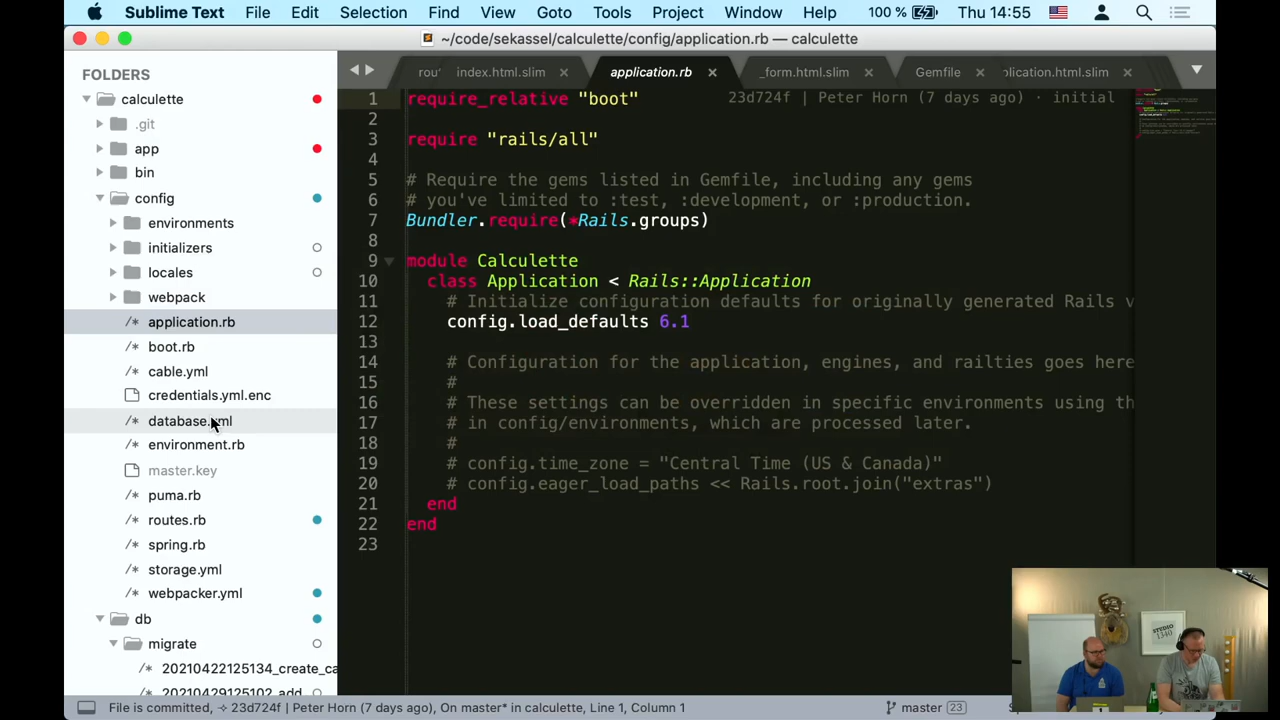 Sublime Text File Edit Selection Find View Goto Tools Project Window Help 100 % Thu 14:55
~/code/sekassel/calculette/config/application.rb — calculette
FOLDERS
calculette
.git
app
bin
config
environments
initializers
locales
webpack
application.rb
boot.rb
cable.yml
credentials.yml.enc
database.yml
environment.rb
master.key
puma.rb
routes.rb
spring.rb
storage.yml
webpacker.yml
db
migrate
20210422125134_create_ca
20210429125102_add
rou index.html.slim application.rb _form.html.slim Gemfile plication.html.slim
1 require_relative "boot" 23d724f | Peter Horn (7 days ago) · initial
2
3 require "rails/all"
4
5 # Require the gems listed in Gemfile, including any gems
6 # you've limited to :test, :development, or :production.
7 Bundler.require(*Rails.groups)
8
9 module Calculette
10 class Application < Rails::Application
11 # Initialize configuration defaults for originally generated Rails v
12 config.load_defaults 6.1
13
14 # Configuration for the application, engines, and railties goes here
15 #
16 # These settings can be overridden in specific environments using th
17 # in config/environments, which are processed later.
18 #
19 # config.time_zone = "Central Time (US & Canada)"
20 # config.eager_load_paths << Rails.root.join("extras")
21 end
22 end
23
STUDIO
1340
File is committed, 23d724f | Peter Horn (7 days ago), On master* in calculette, Line 1, Column 1 master 23